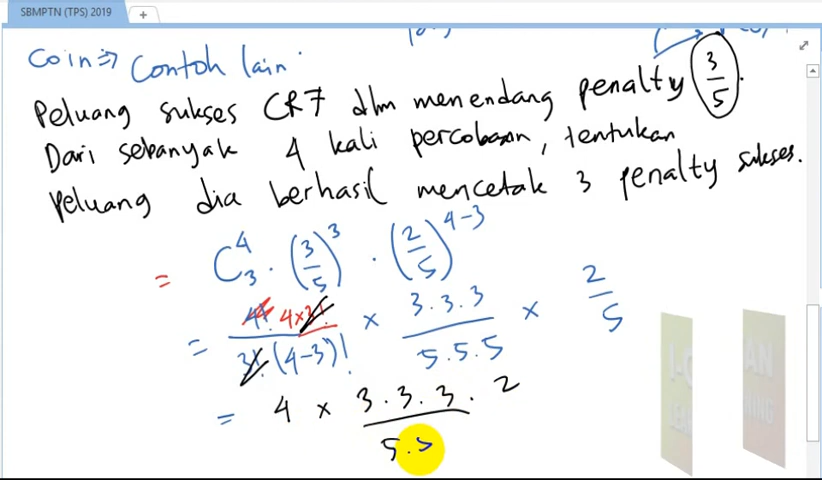 SBMPTN (TPS) 2019
Coin ⇒ Contoh lain.
Peluang sukses CR7 dlm menendang penalty 3/5.
Dari sebanyak 4 kali percobaan, tentukan
Peluang dia berhasil mencetak 3 penalty sukses.
= C⁴₃ · (3/5)³ · (2/5)⁴⁻³
= 4! 4×3! / 3! (4-3)! × 3.3.3 / 5.5.5 × 2/5
= 4 × 3.3.3.2 / 5.5